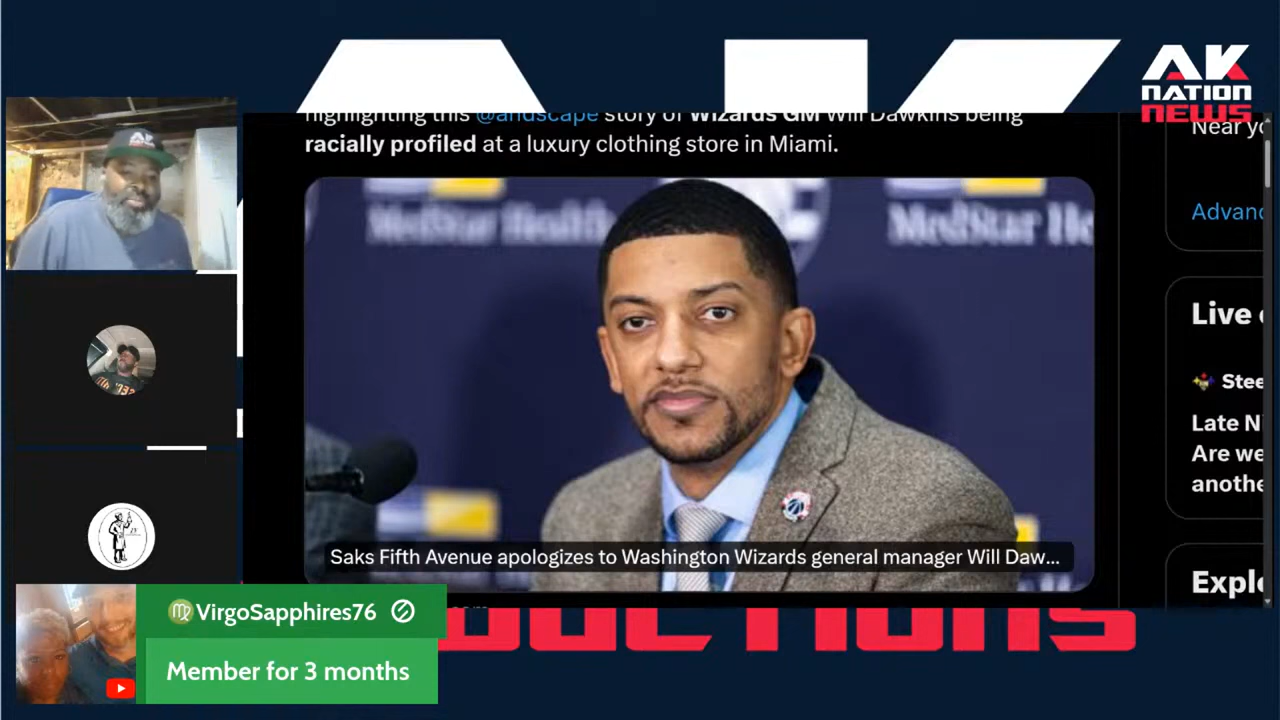 AK
NATION
NEWS
highlighting this @andscape story of Wizards GM Will Dawkins being
racially profiled at a luxury clothing store in Miami.
MedStar Health
MedStar He
Saks Fifth Avenue apologizes to Washington Wizards general manager Will Daw...
Near yo
Advanc
Live
Stee
Late Ni
Are we
anothe
Explo
♍VirgoSapphires76
Member for 3 months